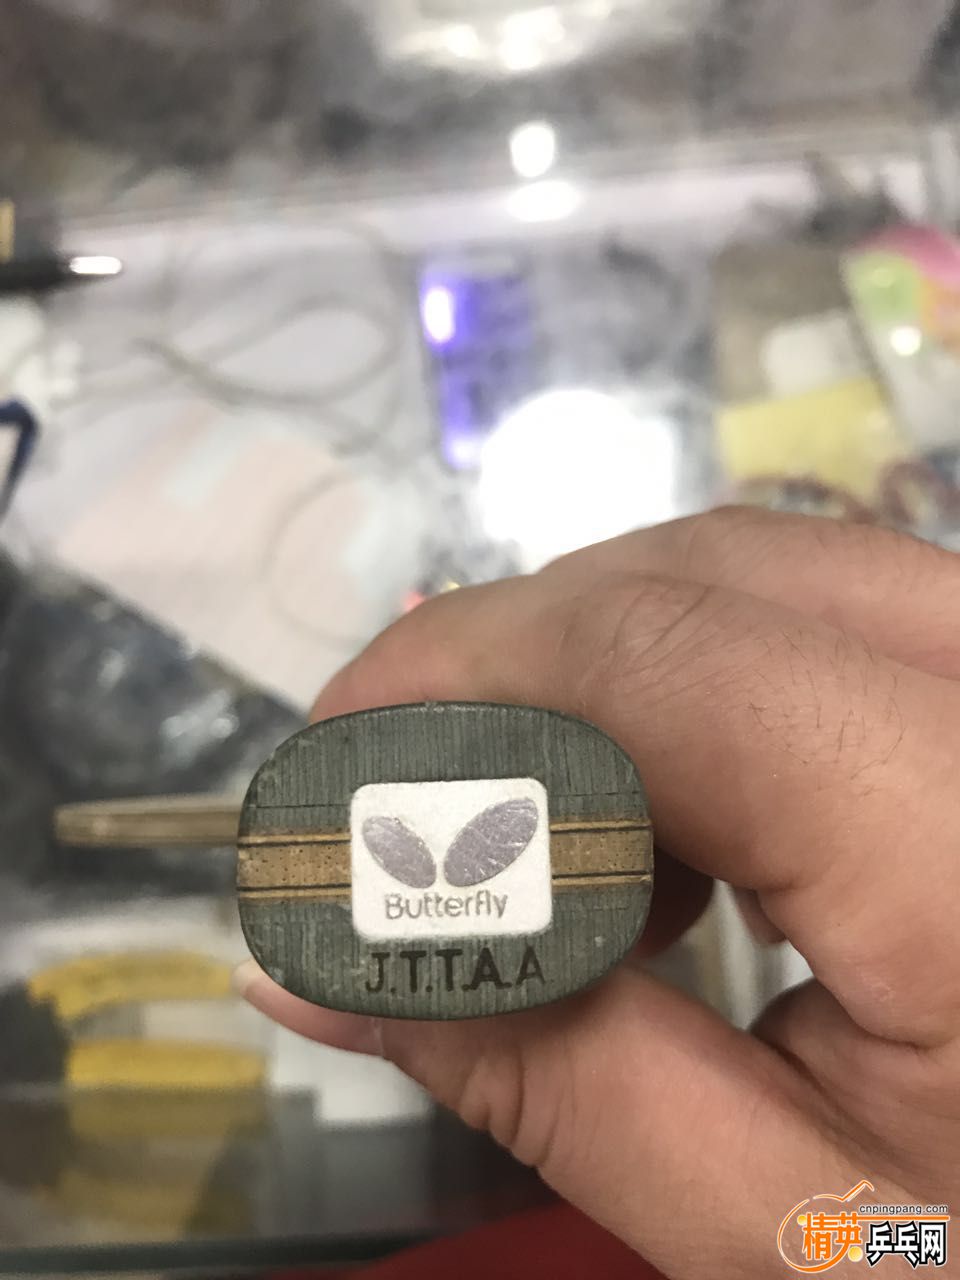 Butterfly
J.T.T.A.A
cnpingpang.com
精英乒乓网